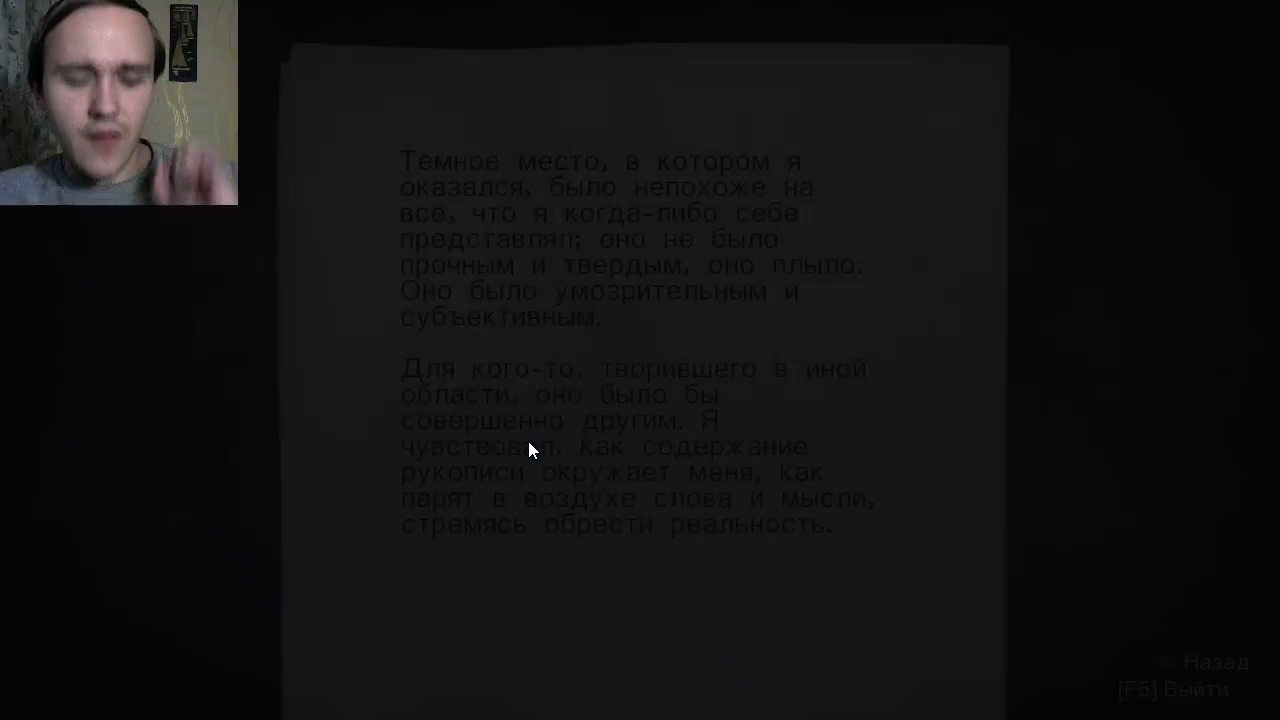 Темное место, в котором я
оказался, было непохоже на
все, что я когда-либо себе
представлял; оно не было
прочным и твердым, оно плыло.
Оно было умозрительным и
субъективным.
Для кого-то, творившего в иной
области, оно было бы
совершенно другим. Я
чувствовал, как содержание
рукописи окружает меня, как
парят в воздухе слова и мысли,
стремясь обрести реальность.
Назад
[F5] Выйти